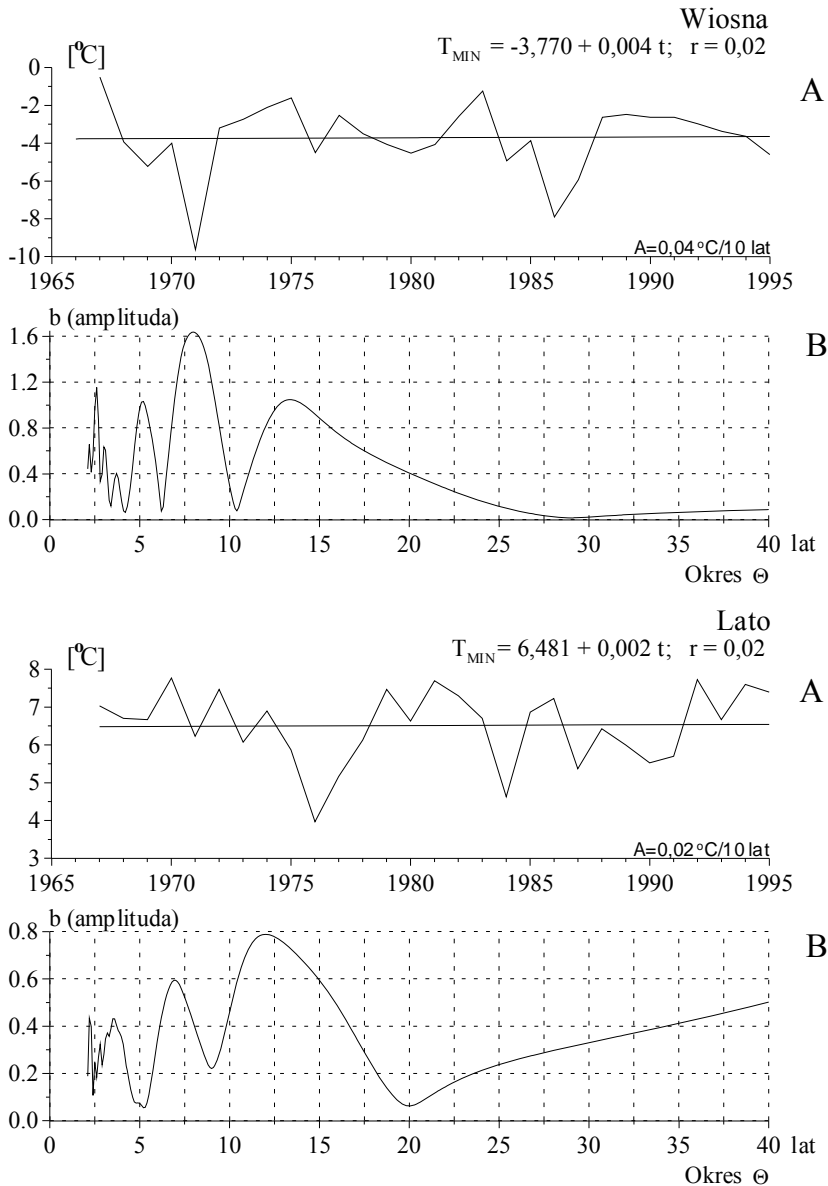 Wiosna
[°C] T_MIN = -3,770 + 0,004 t; r = 0,02
A
0
-2
-4
-6
-8
-10
A=0,04°C/10 lat
1965 1970 1975 1980 1985 1990 1995
b (amplituda)
B
1.6
1.2
0.8
0.4
0.0
0 5 10 15 20 25 30 35 40 lat
Okres Θ
Lato
[°C] T_MIN = 6,481 + 0,002 t; r = 0,02
A
8
7
6
5
4
3
A=0,02°C/10 lat
1965 1970 1975 1980 1985 1990 1995
b (amplituda)
B
0.8
0.6
0.4
0.2
0.0
0 5 10 15 20 25 30 35 40 lat
Okres Θ